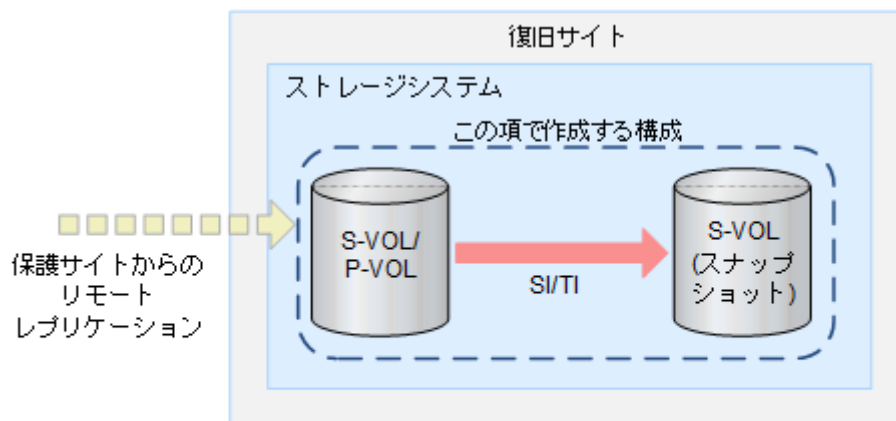 復旧サイト
ストレージシステム
この項で作成する構成
保護サイトからの
リモート
レプリケーション
S-VOL/
P-VOL
SI/TI
S-VOL
(スナップ
ショット)